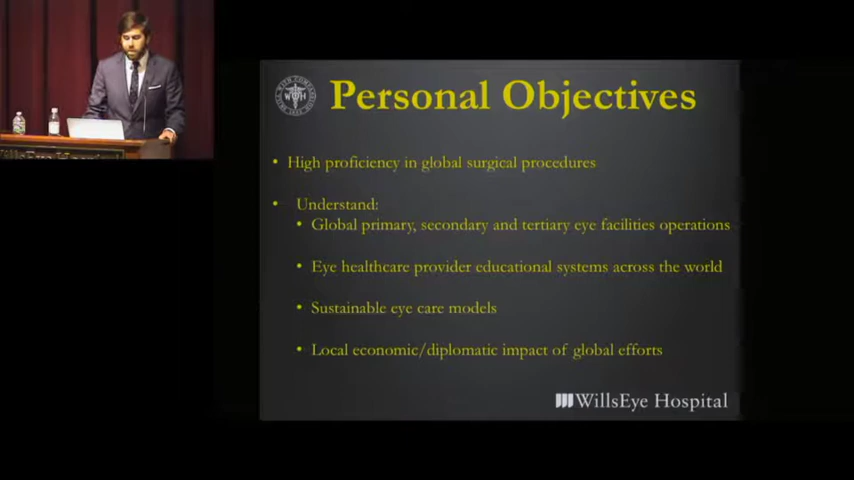 Personal Objectives
• High proficiency in global surgical procedures
• Understand:
• Global primary, secondary and tertiary eye facilities operations
• Eye healthcare provider educational systems across the world
• Sustainable eye care models
• Local economic/diplomatic impact of global efforts
WillsEye Hospital